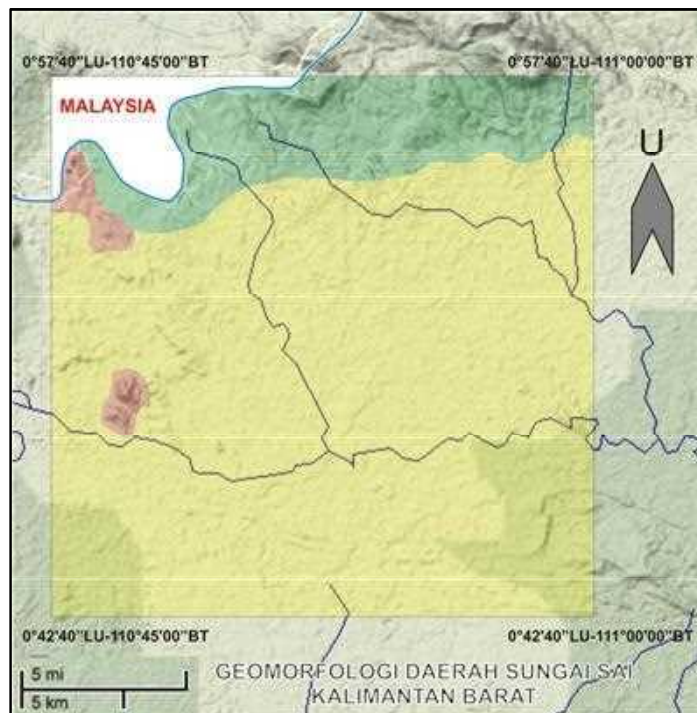 0°57'40"LU-110°45'00"BT 0°57'40"LU-111°00'00"BT
MALAYSIA
U
0°42'40"LU-110°45'00"BT 0°42'40"LU-111°00'00"BT
5 mi
5 km
GEOMORFOLOGI DAERAH SUNGAI SAI
KALIMANTAN BARAT